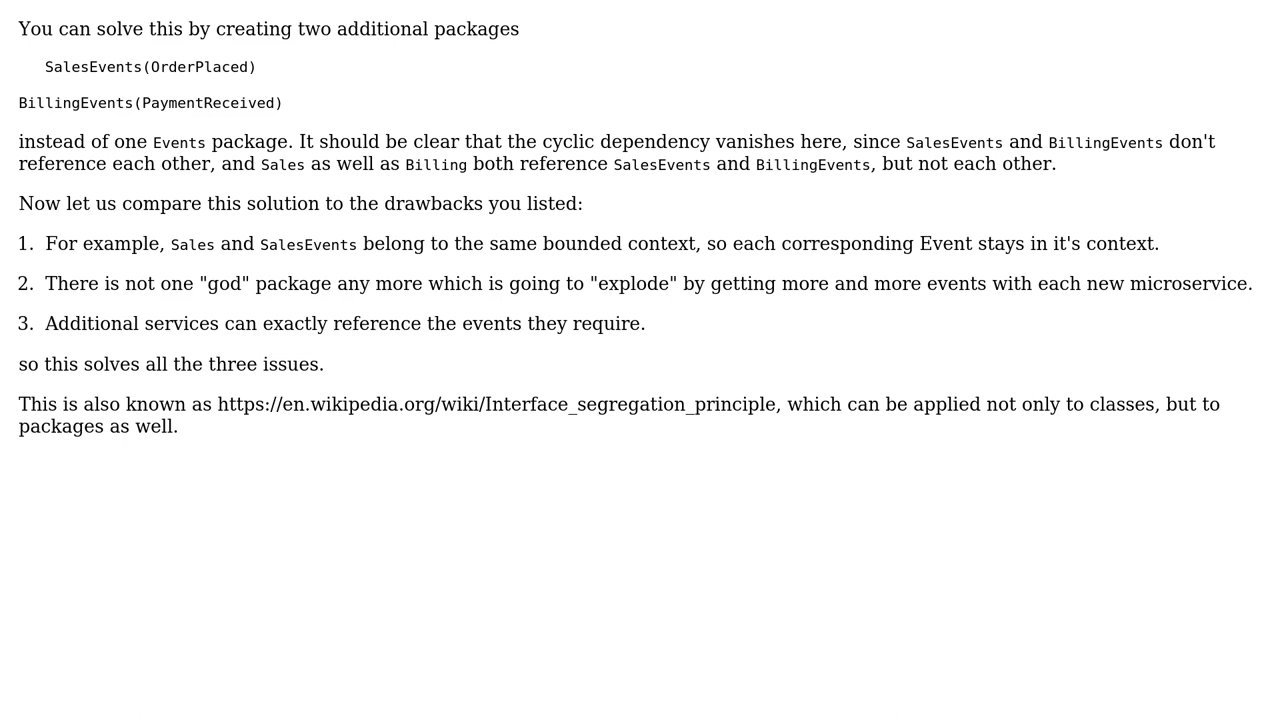 You can solve this by creating two additional packages
SalesEvents(OrderPlaced)
BillingEvents(PaymentReceived)
instead of one Events package. It should be clear that the cyclic dependency vanishes here, since SalesEvents and BillingEvents don't
reference each other, and Sales as well as Billing both reference SalesEvents and BillingEvents, but not each other.
Now let us compare this solution to the drawbacks you listed:
1. For example, Sales and SalesEvents belong to the same bounded context, so each corresponding Event stays in it's context.
2. There is not one "god" package any more which is going to "explode" by getting more and more events with each new microservice.
3. Additional services can exactly reference the events they require.
so this solves all the three issues.
This is also known as https://en.wikipedia.org/wiki/Interface_segregation_principle, which can be applied not only to classes, but to
packages as well.